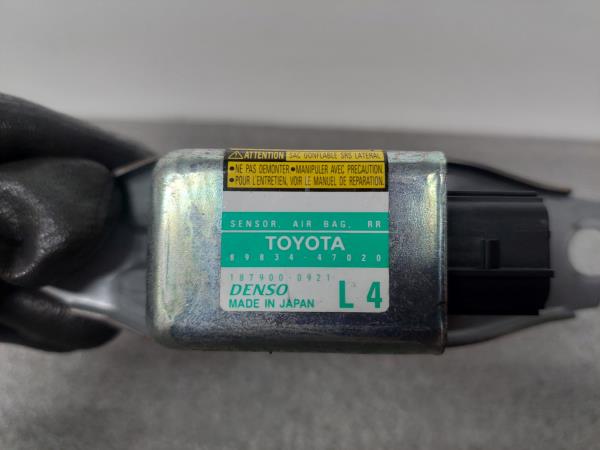 ATTENTION SAC GONFLABLE SRS LATERAL
•NE PAS DEMONTER.•MANIPULER AVEC PRECAUTION.
•POUR L'ENTRETIEN, VOIR LE MANUEL DE REPARATION.
SENSOR, AIR BAG, RR
TOYOTA
89834-47020
187900-0921
DENSO
MADE IN JAPAN
L4